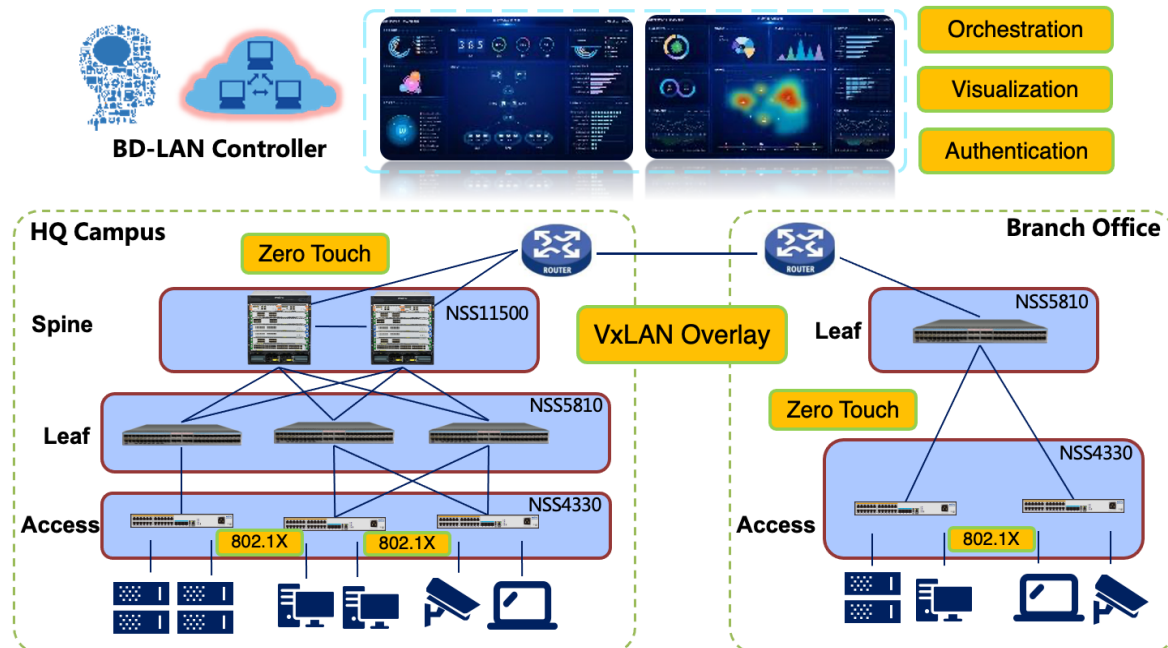 BD-LAN Controller
365
Orchestration
Visualization
Authentication
HQ Campus
Zero Touch
ROUTER
ROUTER
Branch Office
Spine
NSS11500
VxLAN Overlay
NSS5810
Leaf
NSS5810
Leaf
Zero Touch
NSS4330
Access
802.1X
802.1X
NSS4330
Access
802.1X